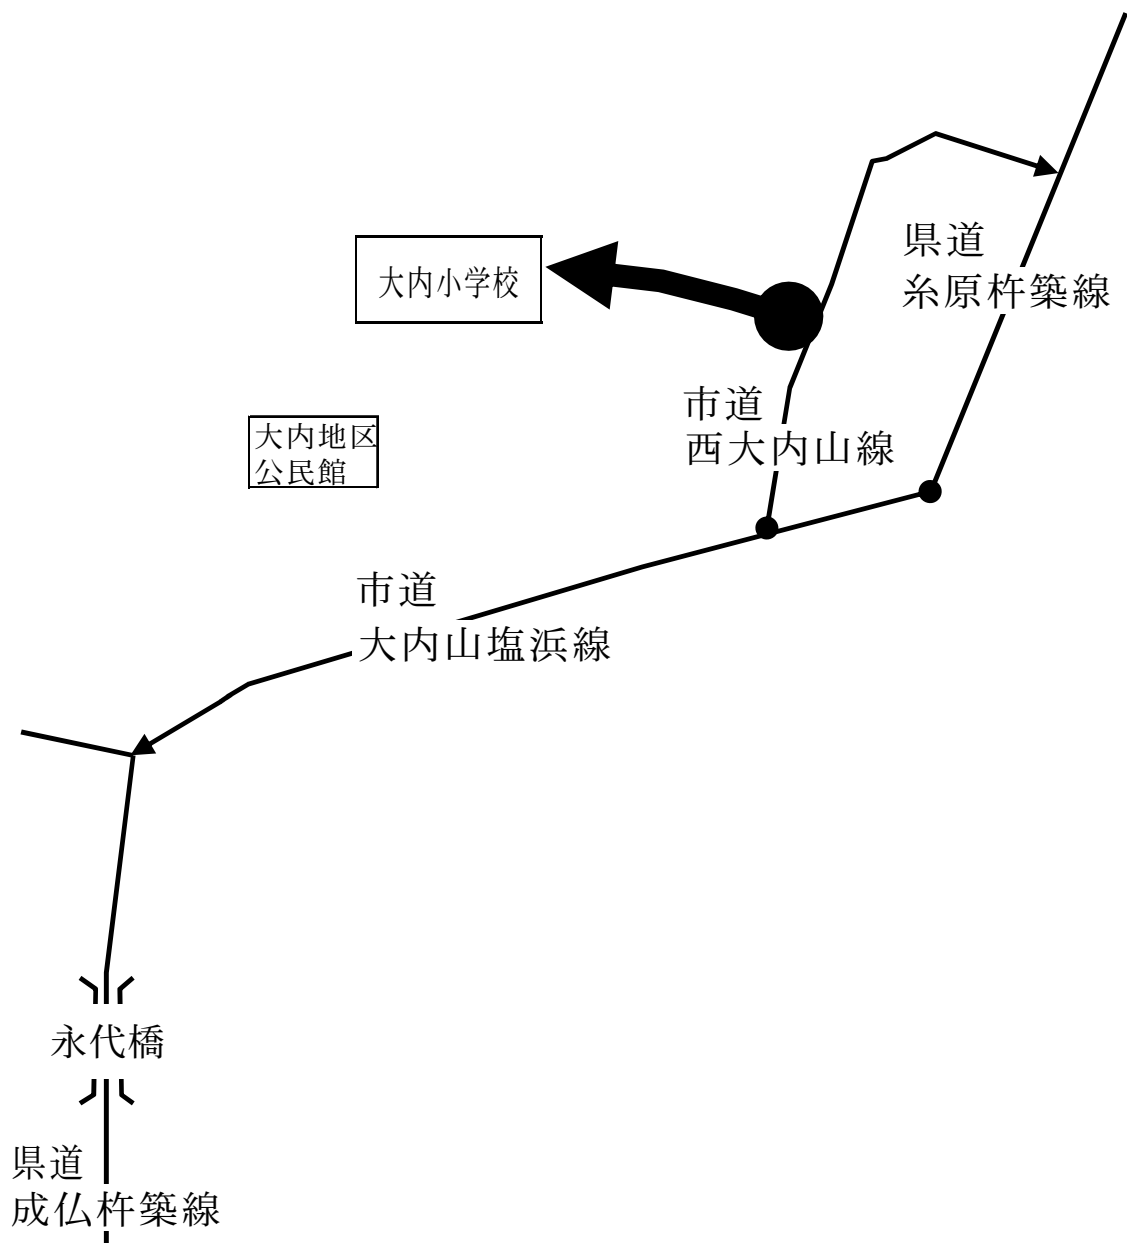 県道
糸原杵築線
大内小学校
市道
西大内山線
大内地区
公民館
市道
大内山塩浜線
永代橋
県道
成仏杵築線